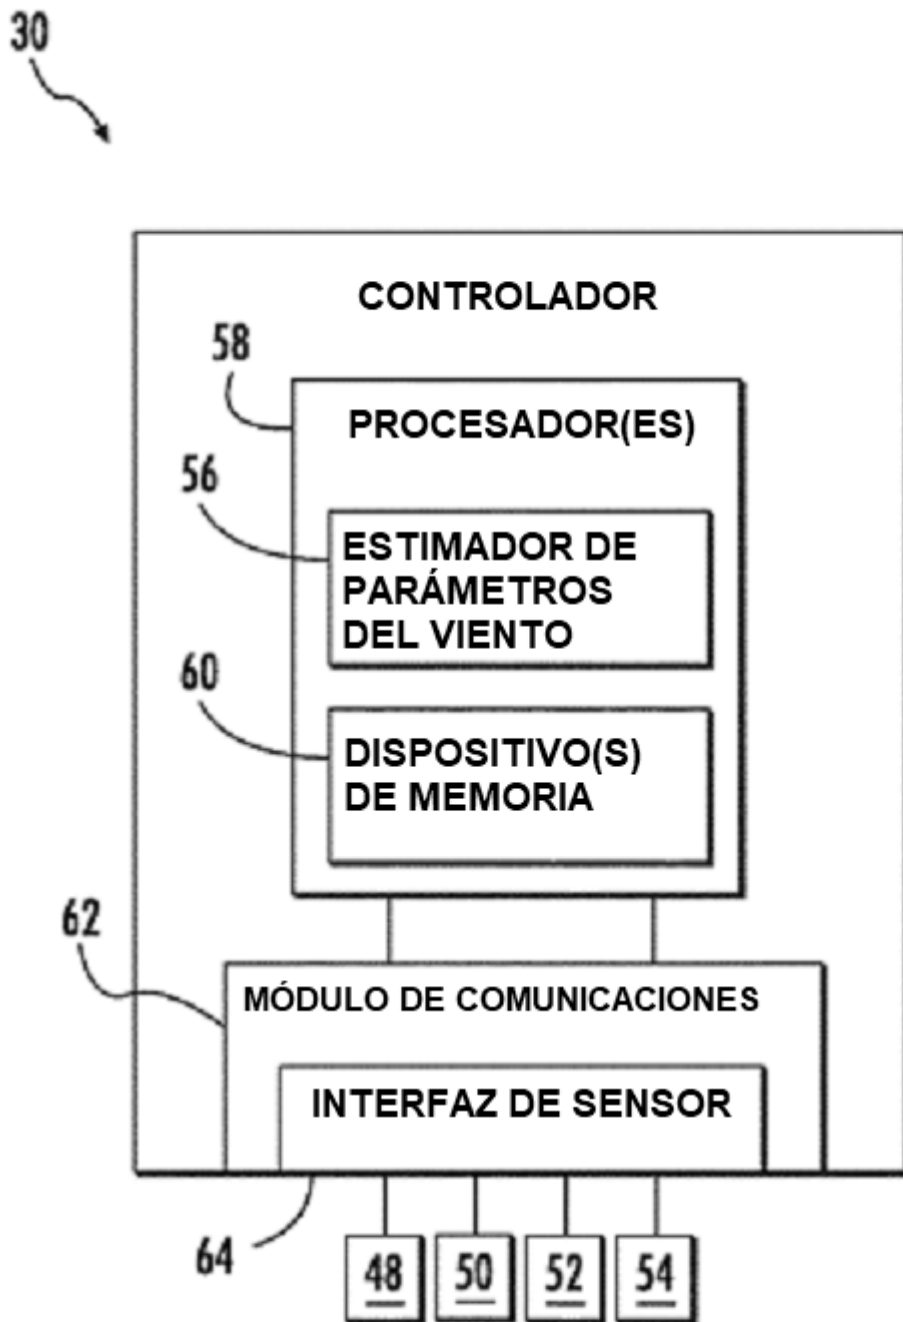 30
CONTROLADOR
58
PROCESADOR(ES)
56
ESTIMADOR DE
PARÁMETROS
DEL VIENTO
60
DISPOSITIVO(S)
DE MEMORIA
62
MÓDULO DE COMUNICACIONES
INTERFAZ DE SENSOR
64
48 50 52 54